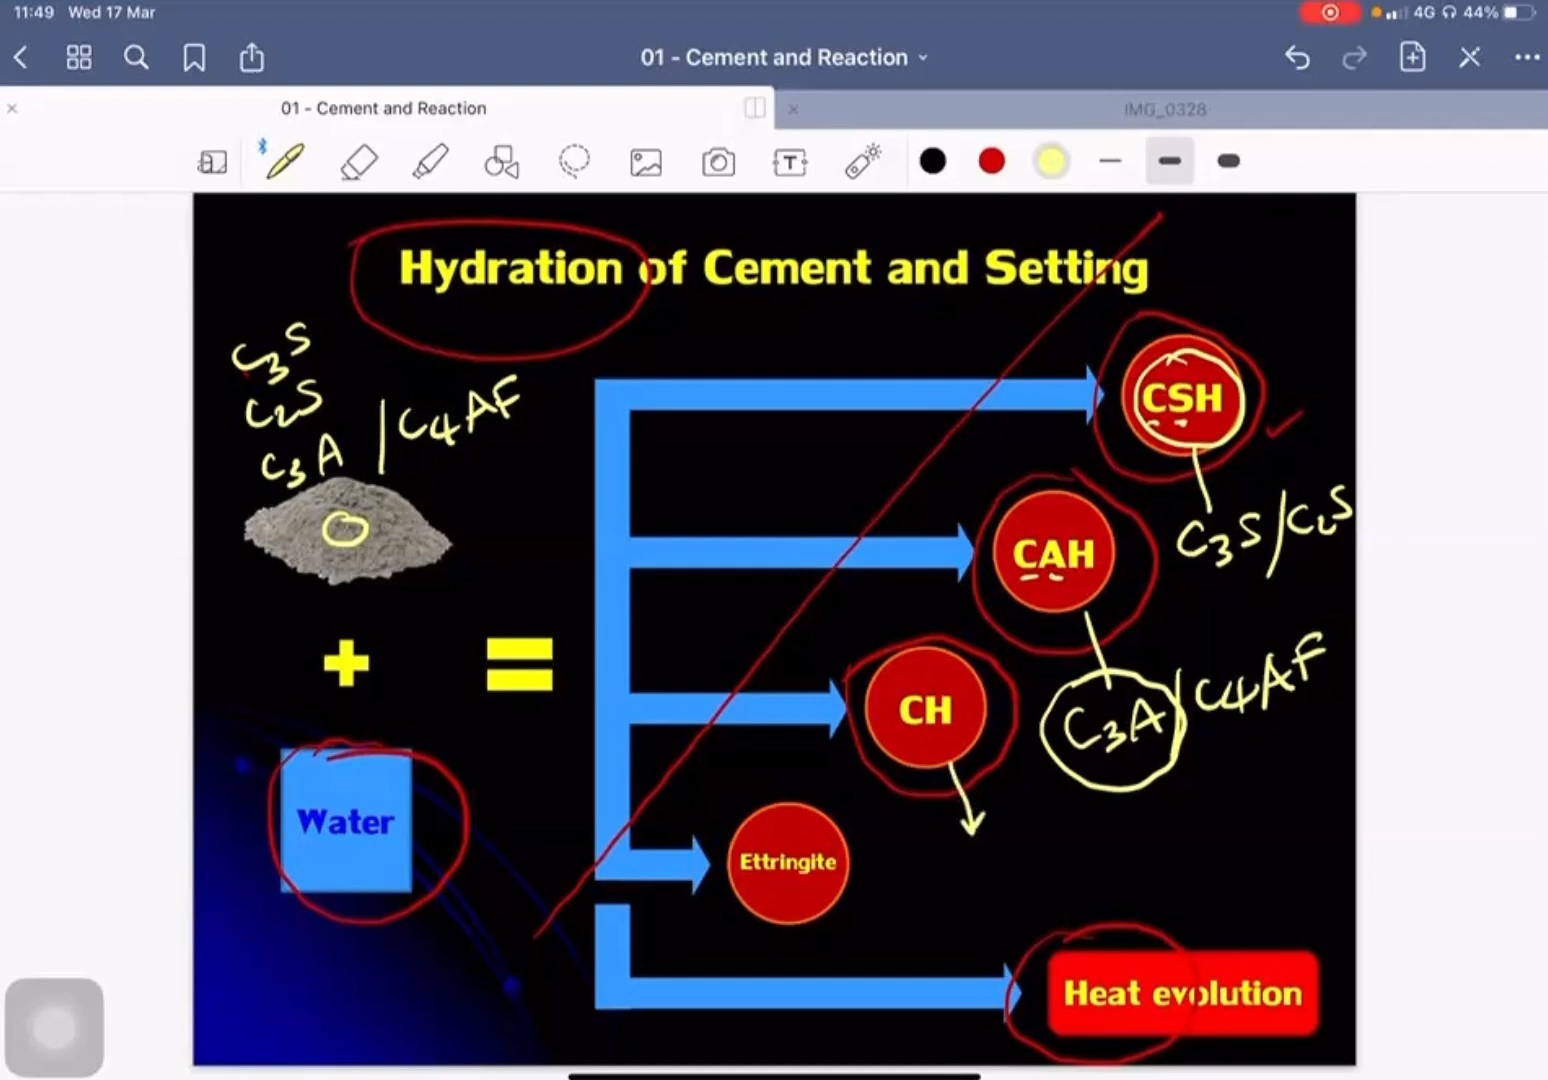 11:49 Wed 17 Mar
4G 44%
01 - Cement and Reaction
01 - Cement and Reaction
IMG_0328
T
Hydration of Cement and Setting
C3S
C2S
C3A / C4AF
CSH
C3S/C2S
CAH
C3A/C4AF
CH
Water
Ettringite
Heat evolution